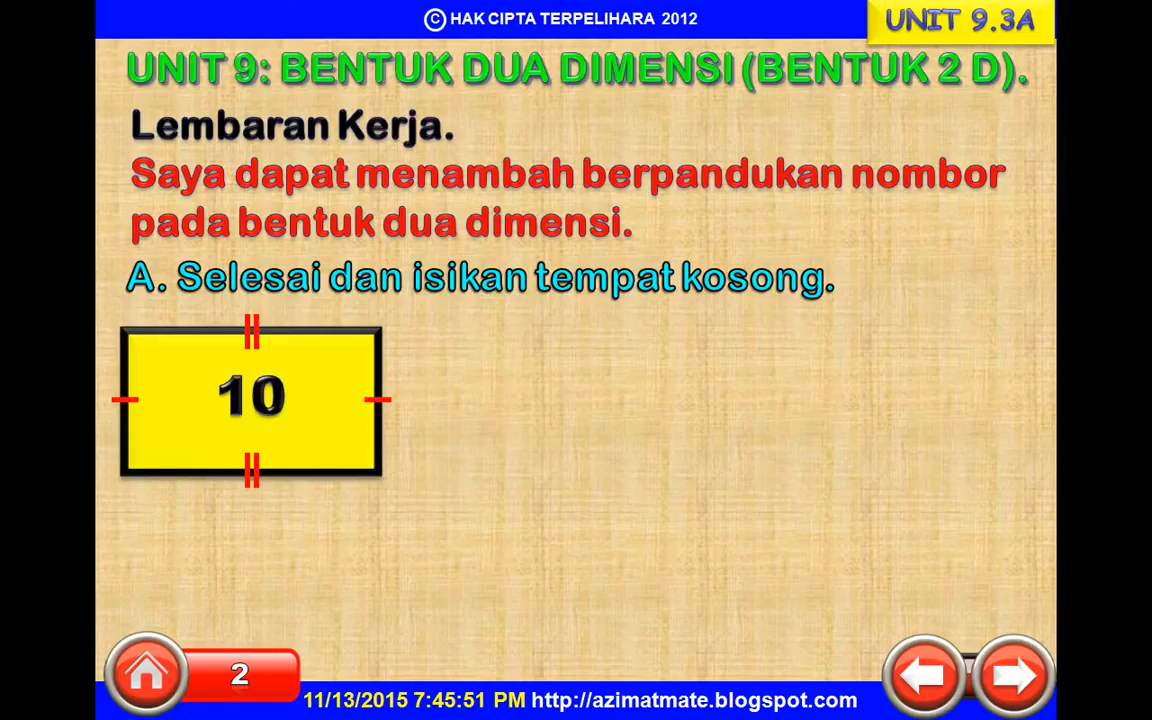 © HAK CIPTA TERPELIHARA 2012
UNIT 9.3A
UNIT 9: BENTUK DUA DIMENSI (BENTUK 2 D).
Lembaran Kerja.
Saya dapat menambah berpandukan nombor
pada bentuk dua dimensi.
A. Selesai dan isikan tempat kosong.
10
2
11/13/2015 7:45:51 PM http://azimatmate.blogspot.com